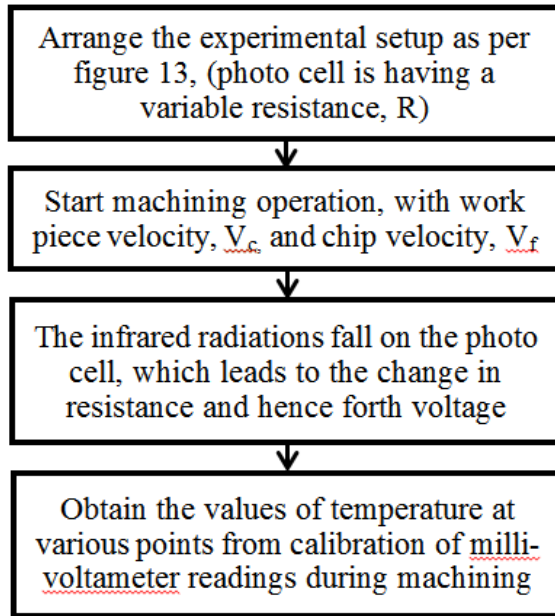 Arrange the experimental setup as per
figure 13, (photo cell is having a
variable resistance, R)
Start machining operation, with work
piece velocity, Vc, and chip velocity, Vf
The infrared radiations fall on the photo
cell, which leads to the change in
resistance and hence forth voltage
Obtain the values of temperature at
various points from calibration of milli-
voltameter readings during machining